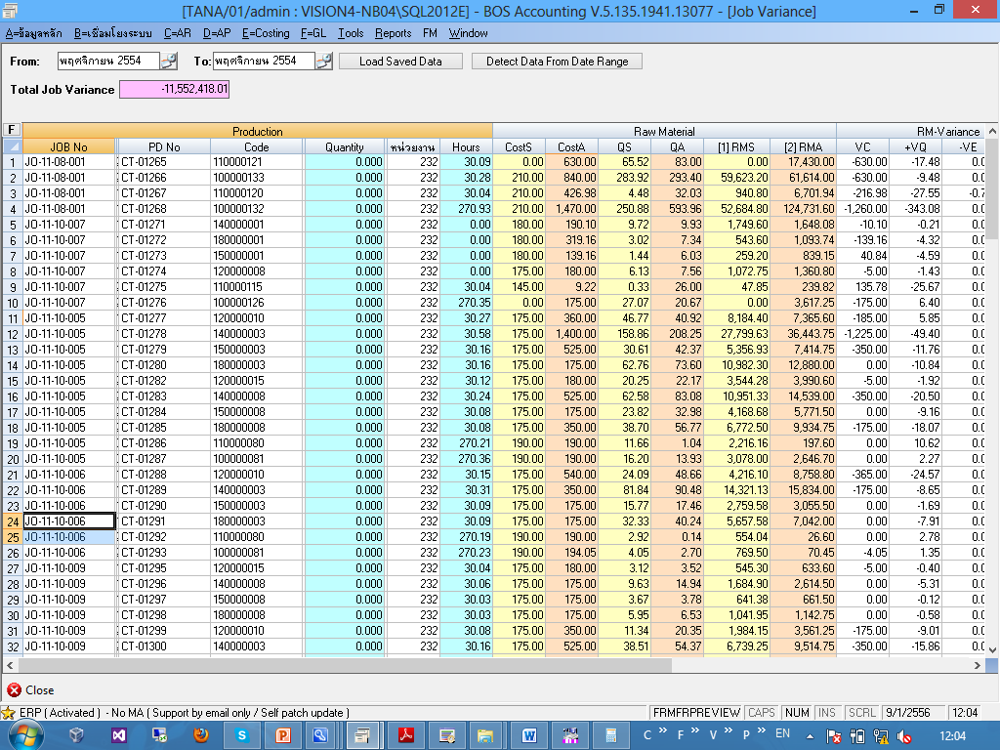 [TANA/01/admin : VISION4-NB04\SQL2012E] - BOS Accounting V.5.135.1941.13077 - [Job Variance]
A=ข้อมูลหลัก B=เชื่อมโยงระบบ C=AR D=AP E=Costing F=GL Tools Reports FM Window
From: พฤศจิกายน 2554 To: พฤศจิกายน 2554 Load Saved Data Detect Data From Date Range
Total Job Variance -11,552,418.01
F Production Raw Material RM-Variance
JOB No PD No Code Quantity หน่วยงาน Hours CostS CostA QS QA [1] RMS [2] RMA VC +VQ -VE
1 JO-11-08-001 CT-01265 110000121 0.000 232 30.09 0.00 630.00 65.52 83.00 0.00 17,430.00 -630.00 -17.48 0.0
2 JO-11-08-001 CT-01266 100000133 0.000 232 30.28 210.00 840.00 283.92 293.40 59,623.20 61,614.00 -630.00 -9.48 0.0
3 JO-11-08-001 CT-01267 110000120 0.000 232 30.04 210.00 426.98 4.48 32.03 940.80 6,701.94 -216.98 -27.55 -0.7
4 JO-11-08-001 CT-01268 100000132 0.000 232 270.93 210.00 1,470.00 250.88 593.96 52,684.80 124,731.60 -1,260.00 -343.08 0.0
5 JO-11-10-007 CT-01271 140000001 0.000 232 0.00 180.00 190.10 9.72 9.93 1,749.60 1,648.08 -10.10 -0.21 0.0
6 JO-11-10-007 CT-01272 180000001 0.000 232 0.00 180.00 319.16 3.02 7.34 543.60 1,093.74 -139.16 -4.32 0.0
7 JO-11-10-007 CT-01273 150000001 0.000 232 0.00 180.00 139.16 1.44 6.03 259.20 839.15 40.84 -4.59 0.0
8 JO-11-10-007 CT-01274 120000008 0.000 232 0.00 175.00 180.00 6.13 7.56 1,072.75 1,360.80 -5.00 -1.43 0.0
9 JO-11-10-007 CT-01275 110000115 0.000 232 30.04 145.00 9.22 0.33 26.00 47.85 239.82 135.78 -25.67 0.0
10 JO-11-10-007 CT-01276 100000126 0.000 232 270.35 0.00 175.00 27.07 20.67 0.00 3,617.25 -175.00 6.40 0.0
11 JO-11-10-005 CT-01277 120000010 0.000 232 30.27 175.00 360.00 46.77 40.92 8,184.40 7,365.60 -185.00 5.85 0.0
12 JO-11-10-005 CT-01278 140000003 0.000 232 30.58 175.00 1,400.00 158.86 208.25 27,799.63 36,443.75 -1,225.00 -49.40 0.0
13 JO-11-10-005 CT-01279 150000003 0.000 232 30.16 175.00 525.00 30.61 42.37 5,356.93 7,414.75 -350.00 -11.76 0.0
14 JO-11-10-005 CT-01280 180000003 0.000 232 30.16 175.00 175.00 62.76 73.60 10,982.30 12,880.00 0.00 -10.84 0.0
15 JO-11-10-005 CT-01282 120000015 0.000 232 30.12 175.00 180.00 20.25 22.17 3,544.28 3,990.60 -5.00 -1.92 0.0
16 JO-11-10-005 CT-01283 140000008 0.000 232 30.24 175.00 525.00 62.58 83.08 10,951.33 14,539.00 -350.00 -20.50 0.0
17 JO-11-10-005 CT-01284 150000008 0.000 232 30.08 175.00 175.00 23.82 32.98 4,168.68 5,771.50 0.00 -9.16 0.0
18 JO-11-10-005 CT-01285 180000008 0.000 232 30.08 175.00 350.00 38.70 56.77 6,772.50 9,934.75 -175.00 -18.07 0.0
19 JO-11-10-005 CT-01286 110000080 0.000 232 270.21 190.00 190.00 11.66 1.04 2,216.16 197.60 0.00 10.62 0.0
20 JO-11-10-005 CT-01287 100000081 0.000 232 270.36 190.00 190.00 16.20 13.93 3,078.00 2,646.70 0.00 2.27 0.0
21 JO-11-10-006 CT-01288 120000010 0.000 232 30.15 175.00 540.00 24.09 48.66 4,216.10 8,758.80 -365.00 -24.57 0.0
22 JO-11-10-006 CT-01289 140000003 0.000 232 30.31 175.00 350.00 81.84 90.48 14,321.13 15,834.00 -175.00 -8.65 0.0
23 JO-11-10-006 CT-01290 150000003 0.000 232 30.09 175.00 175.00 15.77 17.46 2,759.58 3,055.50 0.00 -1.69 0.0
24 JO-11-10-006 CT-01291 180000003 0.000 232 30.09 175.00 175.00 32.33 40.24 5,657.58 7,042.00 0.00 -7.91 0.0
25 JO-11-10-006 CT-01292 110000080 0.000 232 270.19 190.00 190.00 2.92 0.14 554.04 26.60 0.00 2.78 0.0
26 JO-11-10-006 CT-01293 100000081 0.000 232 270.23 190.00 194.05 4.05 2.70 769.50 70.45 -4.05 1.35 0.0
27 JO-11-10-009 CT-01295 120000015 0.000 232 30.04 175.00 180.00 3.12 3.52 545.30 633.60 -5.00 -0.40 0.0
28 JO-11-10-009 CT-01296 140000008 0.000 232 30.06 175.00 175.00 9.63 14.94 1,684.90 2,614.50 0.00 -5.31 0.0
29 JO-11-10-009 CT-01297 150000008 0.000 232 30.03 175.00 175.00 3.67 3.78 641.38 661.50 0.00 -0.12 0.0
30 JO-11-10-009 CT-01298 180000008 0.000 232 30.03 175.00 175.00 5.95 6.53 1,041.95 1,142.75 0.00 -0.58 0.0
31 JO-11-10-009 CT-01299 120000010 0.000 232 30.08 175.00 350.00 11.34 20.35 1,984.15 3,561.25 -175.00 -9.01 0.0
32 JO-11-10-009 CT-01300 140000003 0.000 232 30.16 175.00 525.00 38.51 54.37 6,739.25 9,514.75 -350.00 -15.86 0.0
Close
ERP ( Activated ) - No MA ( Support by email only / Self patch update ) FRMFRPREVIEW CAPS NUM INS SCRL 9/1/2556 12:04
C » F » V » P » EN 12:04